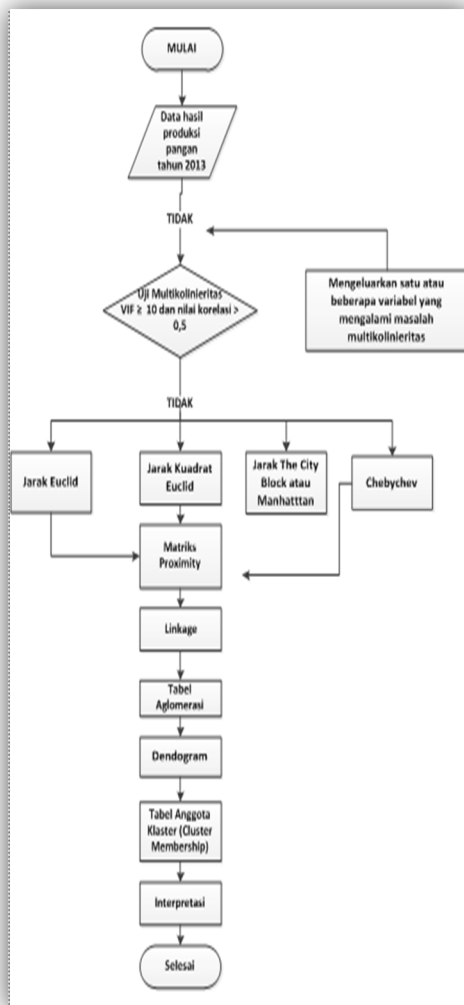 MULAI
Data hasil
produksi
pangan
tahun 2013
TIDAK
Uji Multikolinieritas
VIF ≥ 10 dan nilai korelasi >
0,5
Mengeluarkan satu atau
beberapa variabel yang
mengalami masalah
multikolinieritas
TIDAK
Jarak Euclid
Jarak Kuadrat
Euclid
Jarak The City
Block atau
Manhatttan
Chebychev
Matriks
Proximity
Linkage
Tabel
Aglomerasi
Dendogram
Tabel Anggota
Klaster (Cluster
Membership)
Interpretasi
Selesai